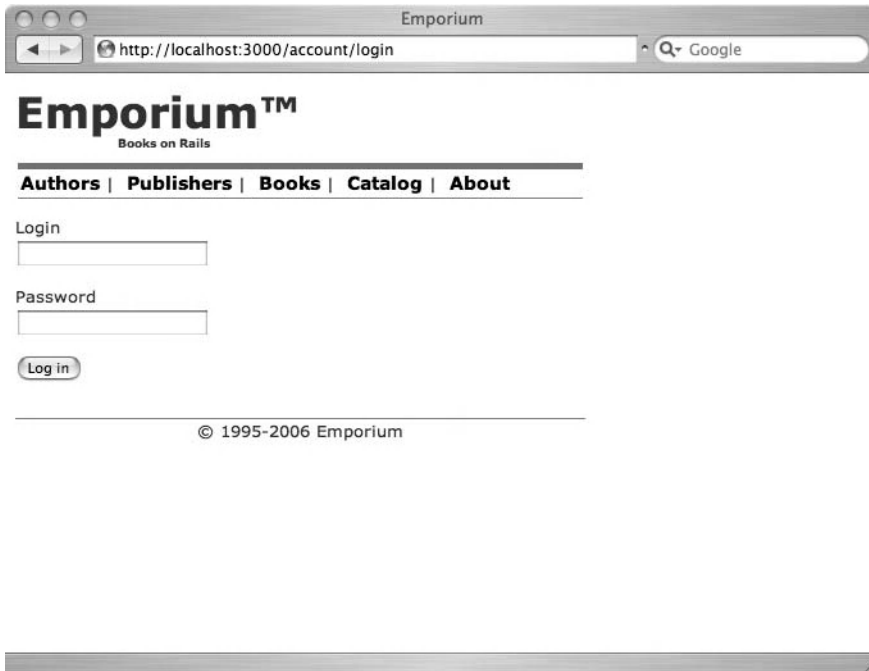 Emporium
http://localhost:3000/account/login
Google
Emporium™
Books on Rails
Authors | Publishers | Books | Catalog | About
Login
Password
Log in
© 1995-2006 Emporium